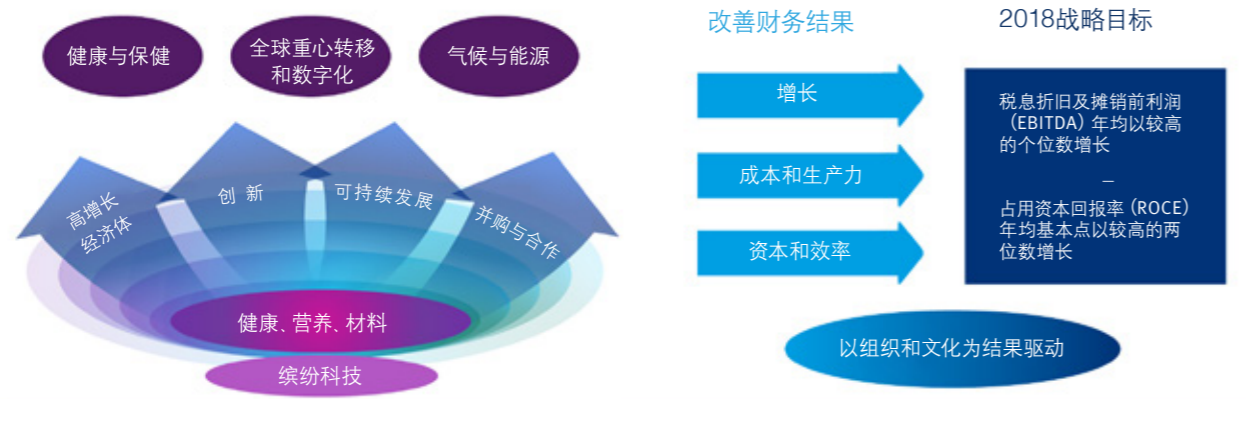 健康与保健
全球重心转移
和数字化
气候与能源
高增长
经济体
创 新
可持续发展
并购与合作
健康、营养、材料
缤纷科技
改善财务结果
2018战略目标
增长
成本和生产力
资本和效率
税息折旧及摊销前利润
（EBITDA）年均以较高
的个位数增长
—
占用资本回报率（ROCE）
年均基本点以较高的两
位数增长
以组织和文化为结果驱动